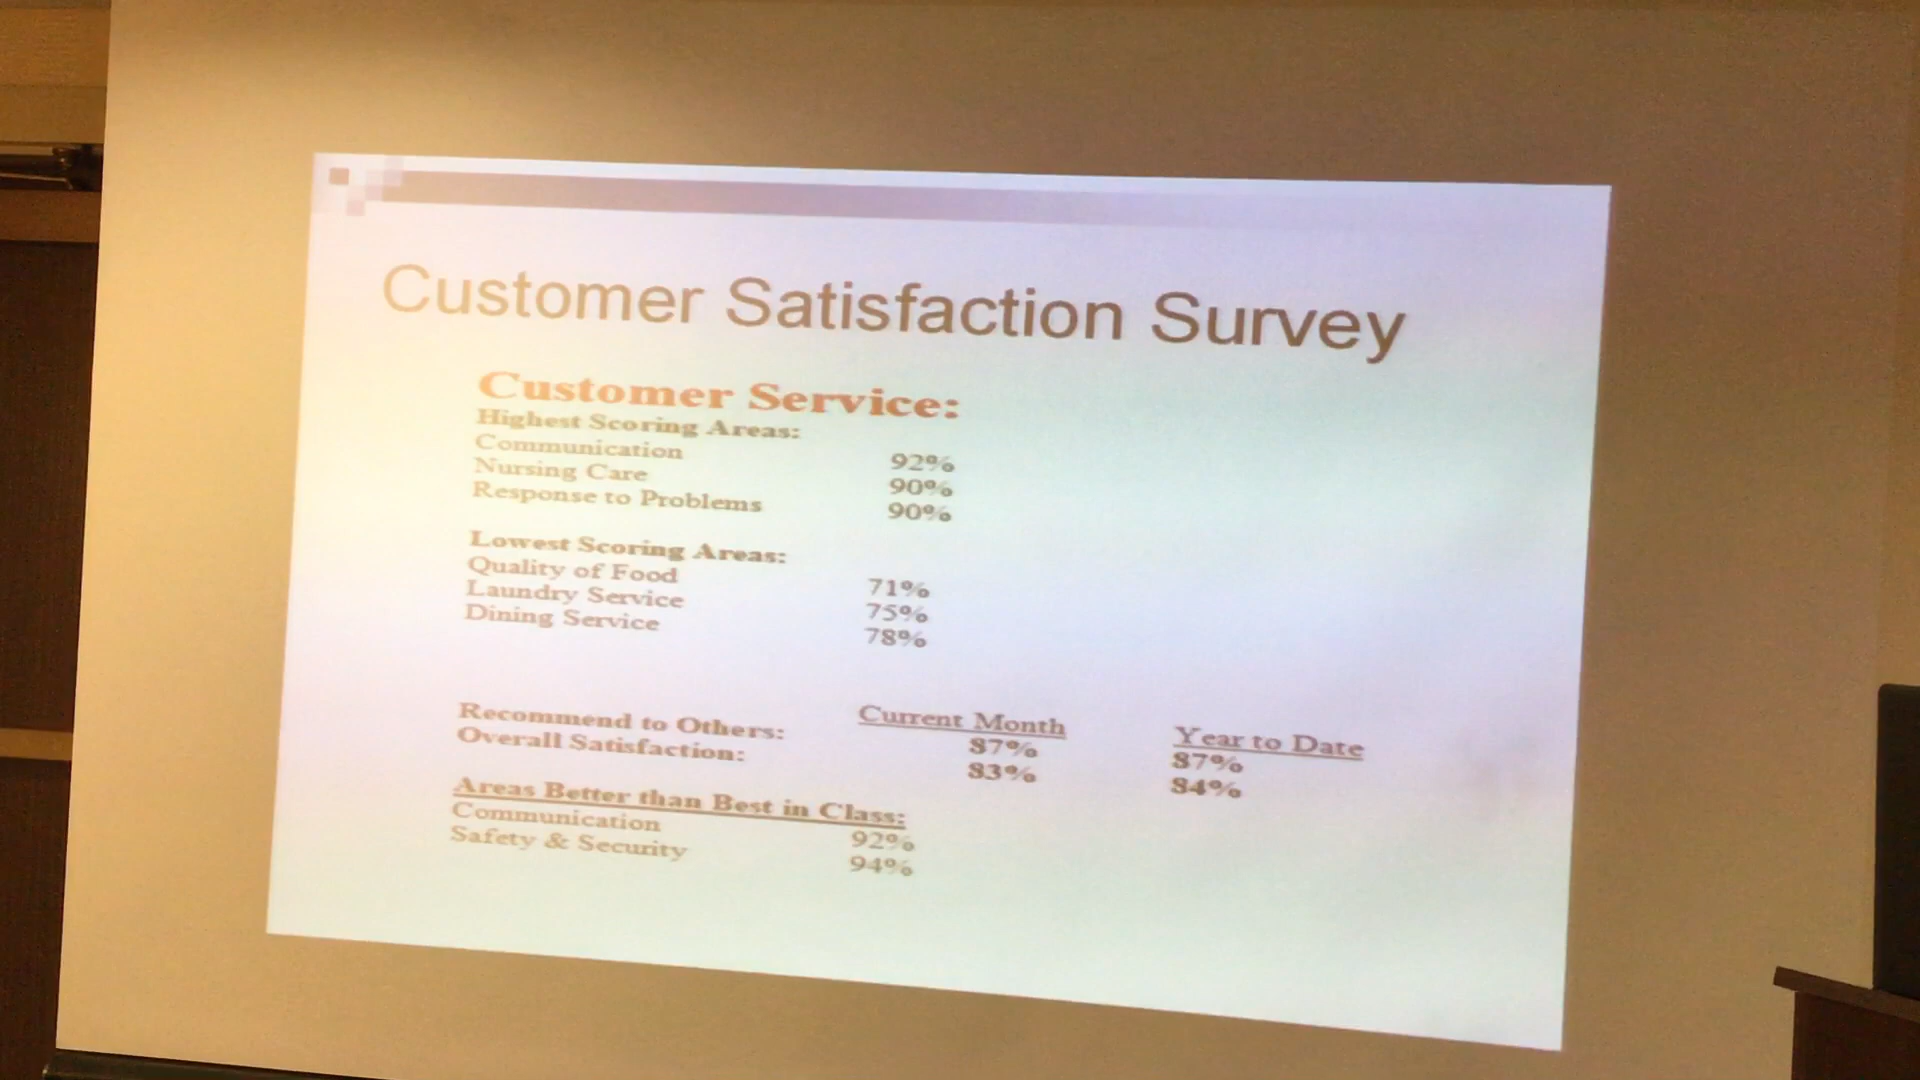 Customer Satisfaction Survey
Customer Service:
Highest Scoring Areas:
Communication 92%
Nursing Care 90%
Response to Problems 90%
Lowest Scoring Areas:
Quality of Food 71%
Laundry Service 75%
Dining Service 78%
Current Month Year to Date
Recommend to Others: 87% 87%
Overall Satisfaction: 83% 84%
Areas Better than Best in Class:
Communication 92%
Safety & Security 94%